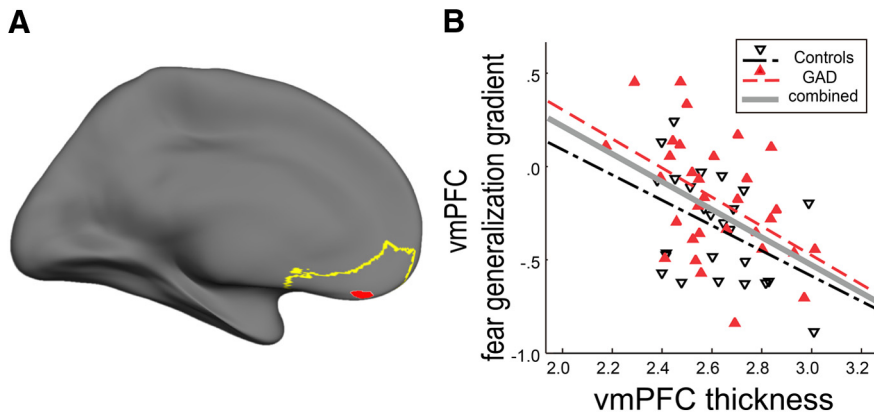 A
B
vmPFC
fear generalization gradient
.5
.0
-.5
-1.0
Controls
GAD
combined
2.0 2.2 2.4 2.6 2.8 3.0 3.2
vmPFC thickness